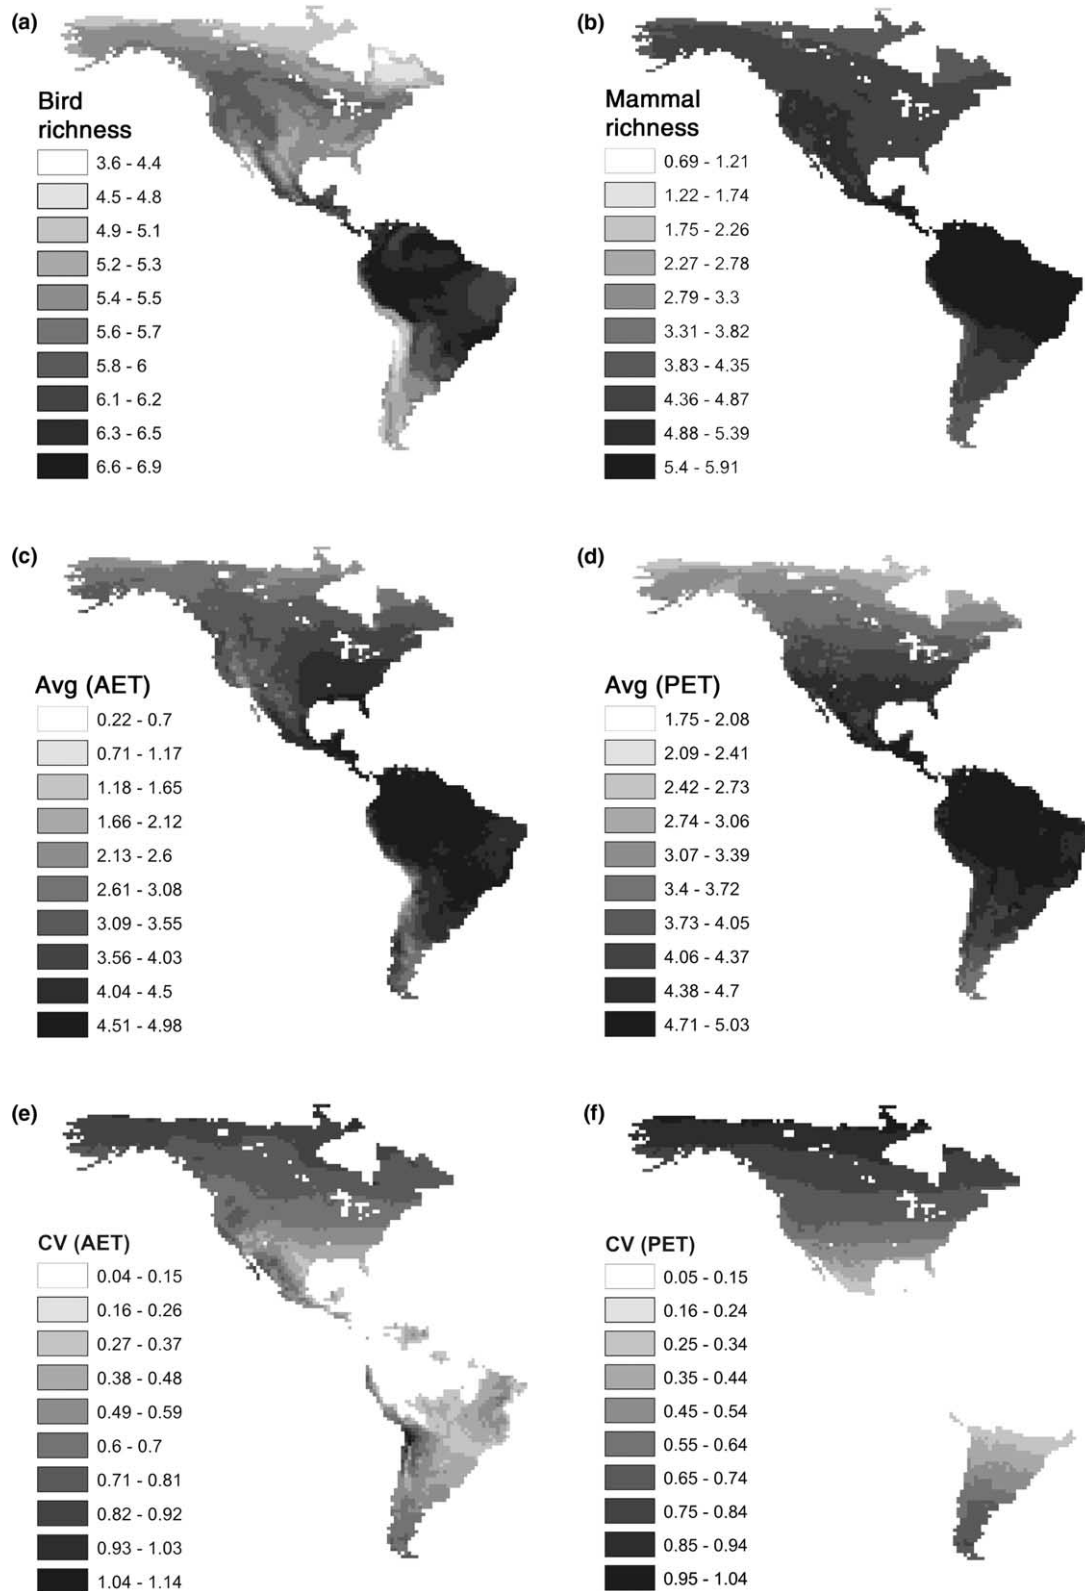 (a)
Bird
richness
3.6 - 4.4
4.5 - 4.8
4.9 - 5.1
5.2 - 5.3
5.4 - 5.5
5.6 - 5.7
5.8 - 6
6.1 - 6.2
6.3 - 6.5
6.6 - 6.9
(b)
Mammal
richness
0.69 - 1.21
1.22 - 1.74
1.75 - 2.26
2.27 - 2.78
2.79 - 3.3
3.31 - 3.82
3.83 - 4.35
4.36 - 4.87
4.88 - 5.39
5.4 - 5.91
(c)
Avg (AET)
0.22 - 0.7
0.71 - 1.17
1.18 - 1.65
1.66 - 2.12
2.13 - 2.6
2.61 - 3.08
3.09 - 3.55
3.56 - 4.03
4.04 - 4.5
4.51 - 4.98
(d)
Avg (PET)
1.75 - 2.08
2.09 - 2.41
2.42 - 2.73
2.74 - 3.06
3.07 - 3.39
3.4 - 3.72
3.73 - 4.05
4.06 - 4.37
4.38 - 4.7
4.71 - 5.03
(e)
CV (AET)
0.04 - 0.15
0.16 - 0.26
0.27 - 0.37
0.38 - 0.48
0.49 - 0.59
0.6 - 0.7
0.71 - 0.81
0.82 - 0.92
0.93 - 1.03
1.04 - 1.14
(f)
CV (PET)
0.05 - 0.15
0.16 - 0.24
0.25 - 0.34
0.35 - 0.44
0.45 - 0.54
0.55 - 0.64
0.65 - 0.74
0.75 - 0.84
0.85 - 0.94
0.95 - 1.04